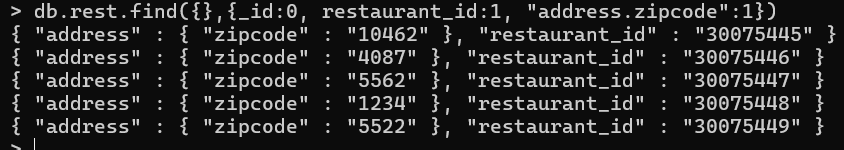 > db.rest.find({},{_id:0, restaurant_id:1, "address.zipcode":1})
{ "address" : { "zipcode" : "10462" }, "restaurant_id" : "30075445" }
{ "address" : { "zipcode" : "4087" }, "restaurant_id" : "30075446" }
{ "address" : { "zipcode" : "5562" }, "restaurant_id" : "30075447" }
{ "address" : { "zipcode" : "1234" }, "restaurant_id" : "30075448" }
{ "address" : { "zipcode" : "5522" }, "restaurant_id" : "30075449" }
>